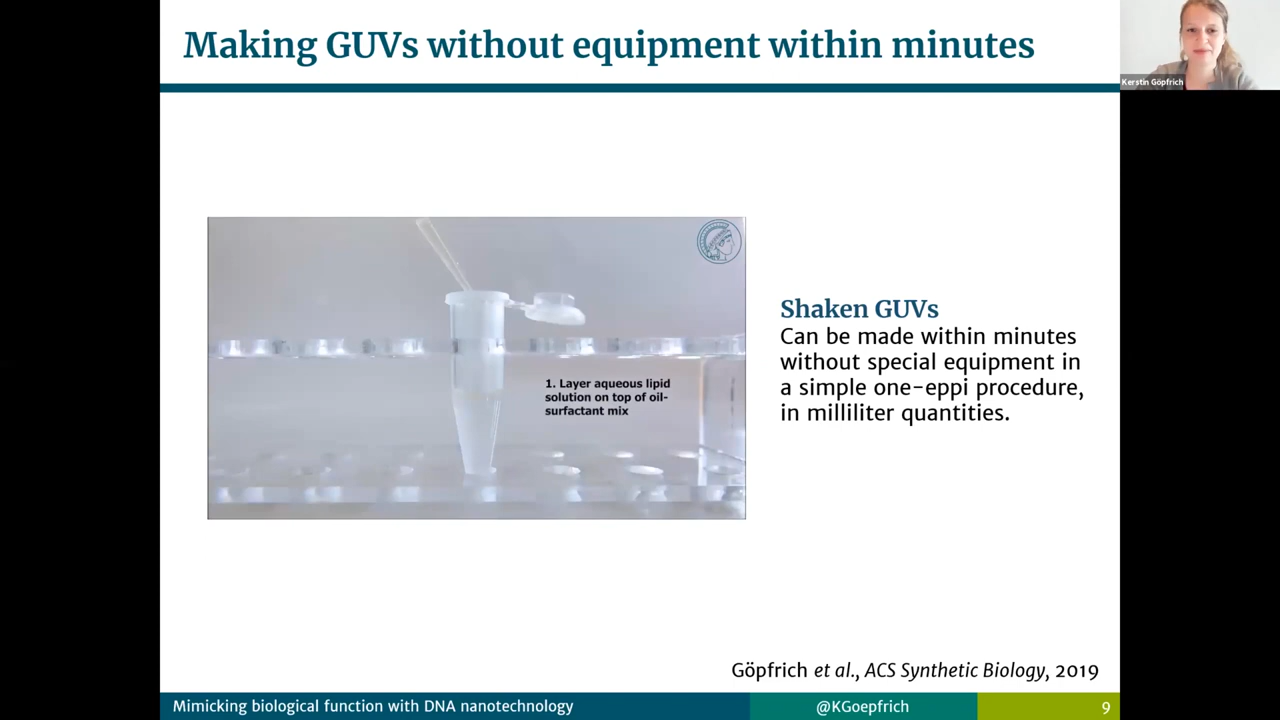 Making GUVs without equipment within minutes
Kerstin Göpfrich
1. Layer aqueous lipid
solution on top of oil-
surfactant mix
Shaken GUVs
Can be made within minutes
without special equipment in
a simple one-eppi procedure,
in milliliter quantities.
Göpfrich et al., ACS Synthetic Biology, 2019
Mimicking biological function with DNA nanotechnology
@KGoepfrich
9